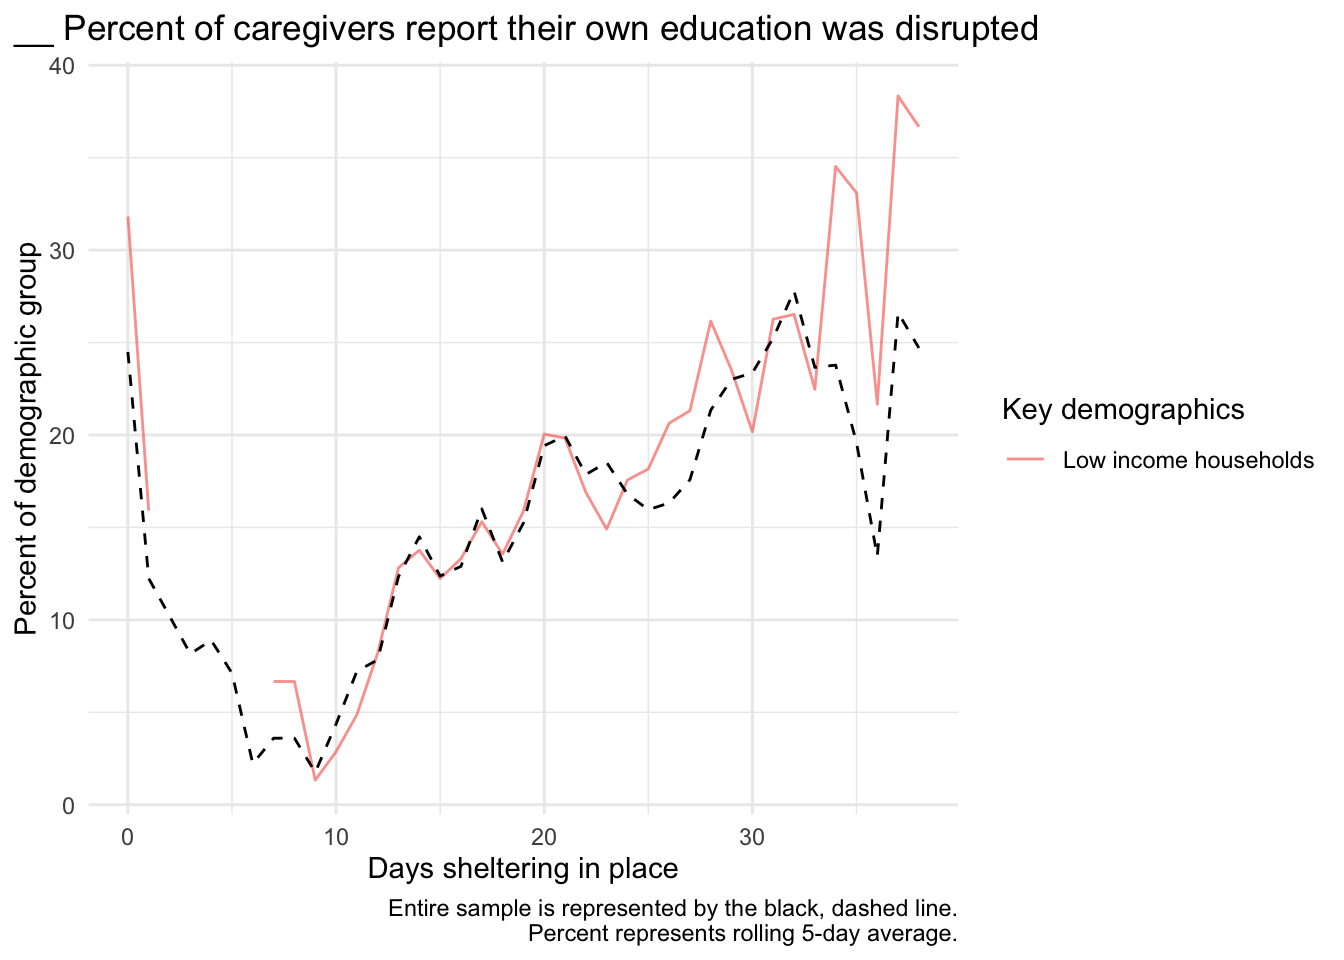 __ Percent of caregivers report their own education was disrupted
Percent of demographic group
40
30
20
10
0
0 10 20 30
Days sheltering in place
Key demographics
Low income households
Entire sample is represented by the black, dashed line.
Percent represents rolling 5-day average.